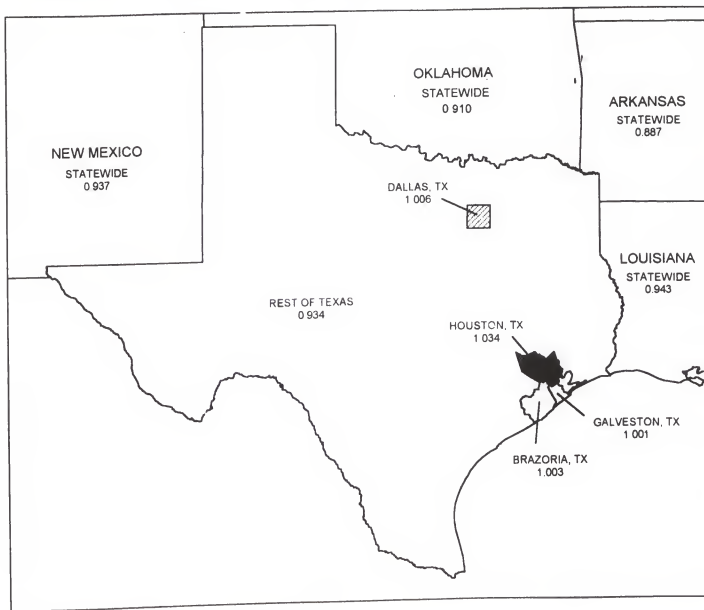 OKLAHOMA
STATEWIDE
0 910
ARKANSAS
STATEWIDE
0.887
NEW MEXICO
STATEWIDE
0 937
DALLAS, TX
1 006
LOUISIANA
STATEWIDE
0.943
REST OF TEXAS
0 934
HOUSTON, TX
1 034
GALVESTON, TX
1 001
BRAZORIA, TX
1.003